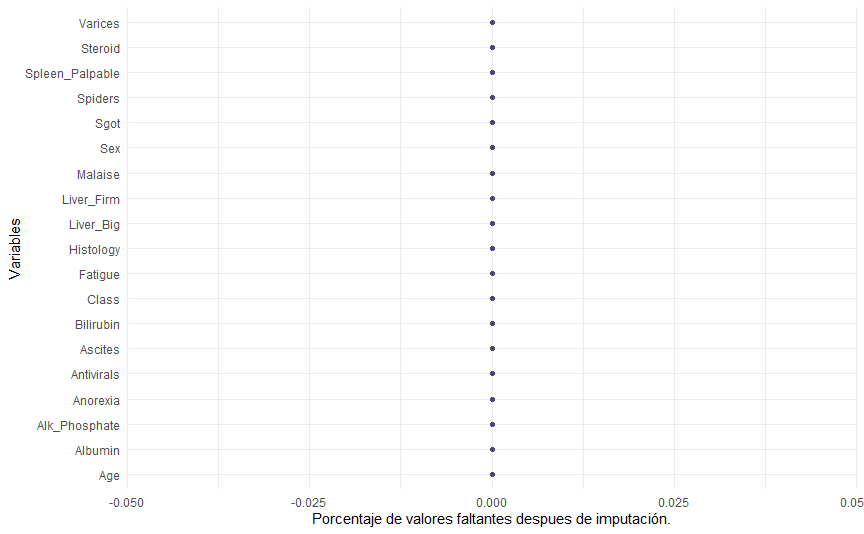 Varices
Steroid
Spleen_Palpable
Spiders
Sgot
Sex
Malaise
Liver_Firm
Liver_Big
Histology
Fatigue
Class
Bilirubin
Ascites
Antivirals
Anorexia
Alk_Phosphate
Albumin
Age
Variables
-0.050 -0.025 0.000 0.025 0.05
Porcentaje de valores faltantes despues de imputación.